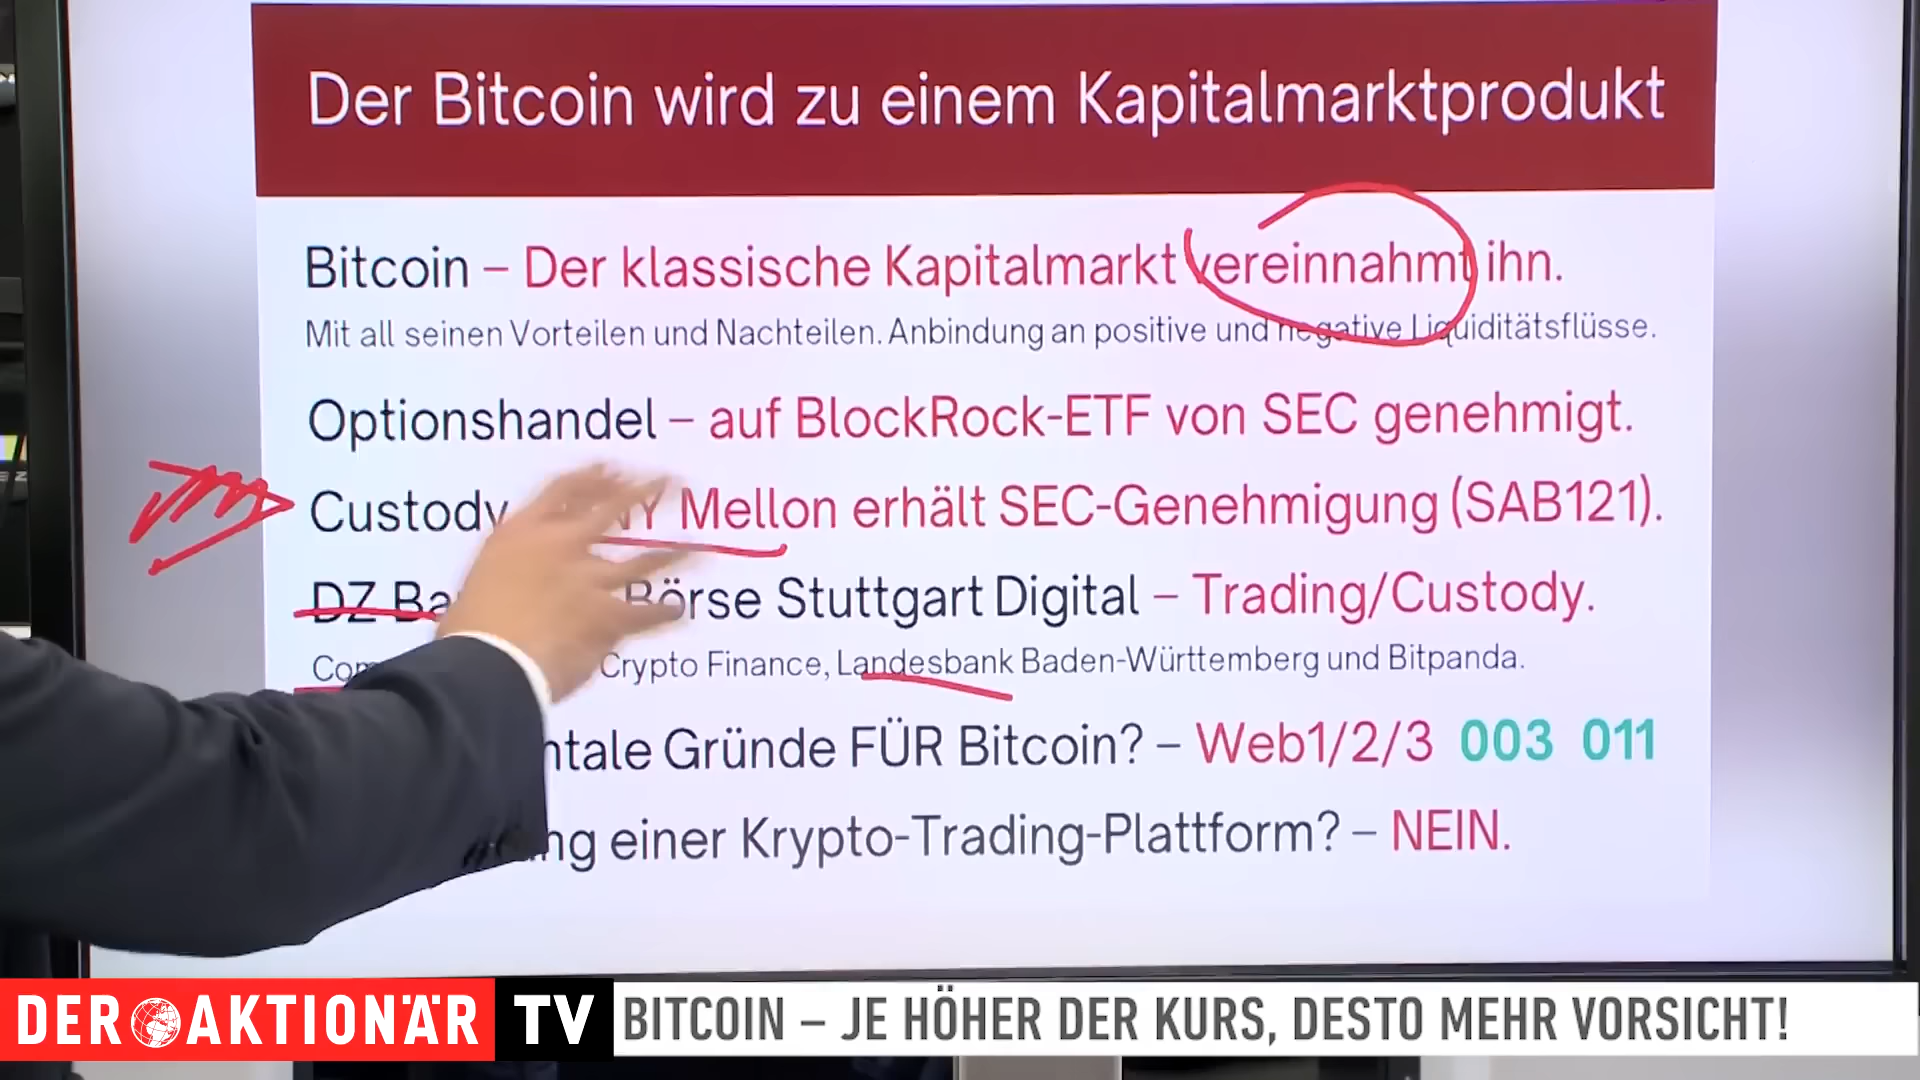 Der Bitcoin wird zu einem Kapitalmarktprodukt
Bitcoin – Der klassische Kapitalmarkt vereinnahmt ihn.
Mit all seinen Vorteilen und Nachteilen. Anbindung an positive und negative Liquiditätsflüsse.
Optionshandel – auf BlockRock-ETF von SEC genehmigt.
Custody Mellon erhält SEC-Genehmigung (SAB121).
DZ Börse Stuttgart Digital – Trading/Custody.
Crypto Finance, Landesbank Baden-Württemberg und Bitpanda.
Gründe FÜR Bitcoin? – Web1/2/3 003 011
einer Krypto-Trading-Plattform? – NEIN.
DER AKTIONÄR TV
BITCOIN – JE HÖHER DER KURS, DESTO MEHR VORSICHT!